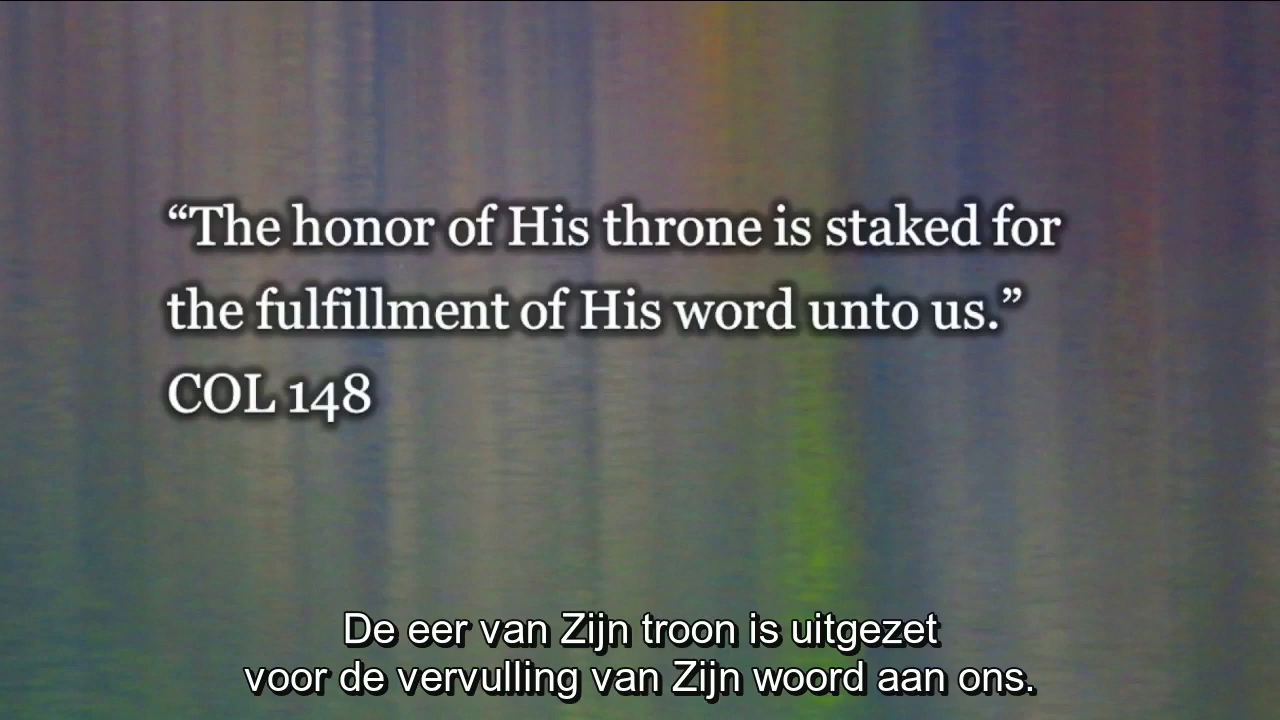 “The honor of His throne is staked for
the fulfillment of His word unto us.”
COL 148
De eer van Zijn troon is uitgezet
voor de vervulling van Zijn woord aan ons.